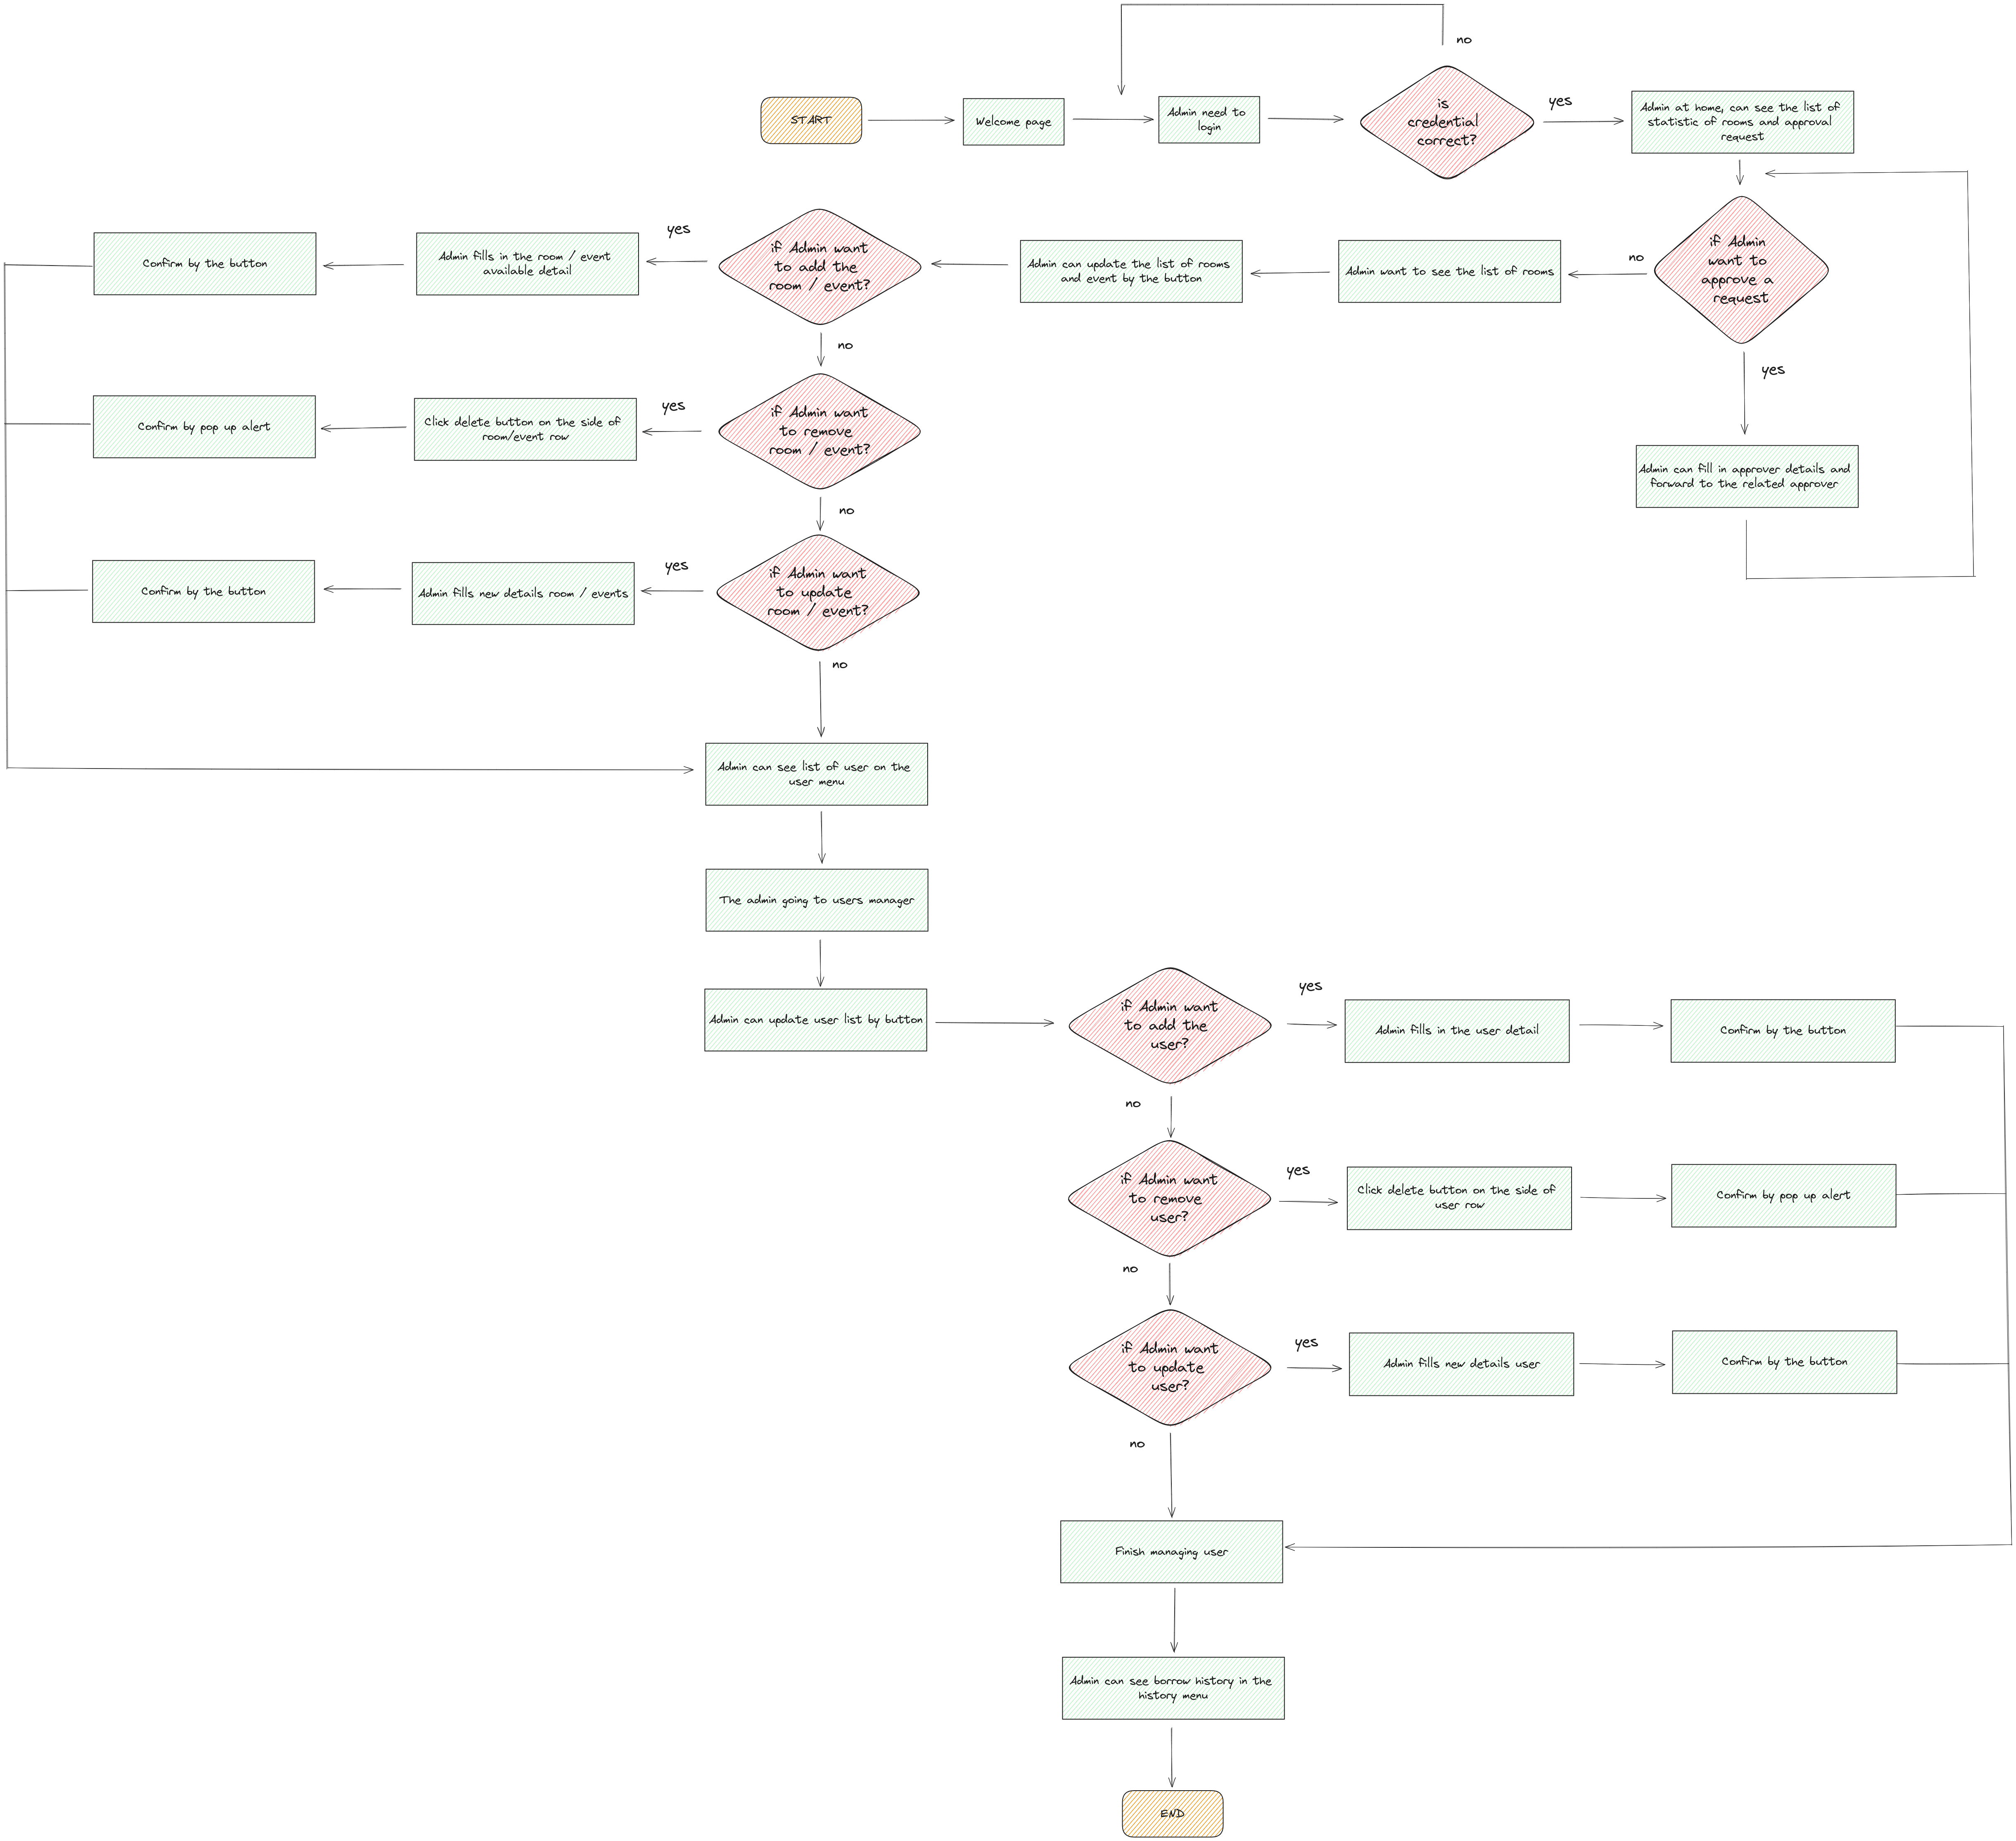 no
START
Welcome page
Admin need to
login
is
credential
correct?
yes
Admin at home, can see the list of
statistic of rooms and approval
request
Confirm by the button
Admin fills in the room / event
available detail
yes
if Admin want
to add the
room / event?
Admin can update the list of rooms
and event by the button
Admin want to see the list of rooms
no
if Admin
want to
approve a
request
no
yes
Confirm by pop up alert
Click delete button on the side of
room/event row
yes
if Admin want
to remove
room / event?
Admin can fill in approver details and
forward to the related approver
no
Confirm by the button
Admin fills new details room / events
yes
if Admin want
to update
room / event?
no
Admin can see list of user on the
user menu
The admin going to users manager
Admin can update user list by button
if Admin want
to add the
user?
yes
Admin fills in the user detail
Confirm by the button
no
if Admin want
to remove
user?
yes
Click delete button on the side of
user row
Confirm by pop up alert
no
if Admin want
to update
user?
yes
Admin fills new details user
Confirm by the button
no
Finish managing user
Admin can see borrow history in the
history menu
END